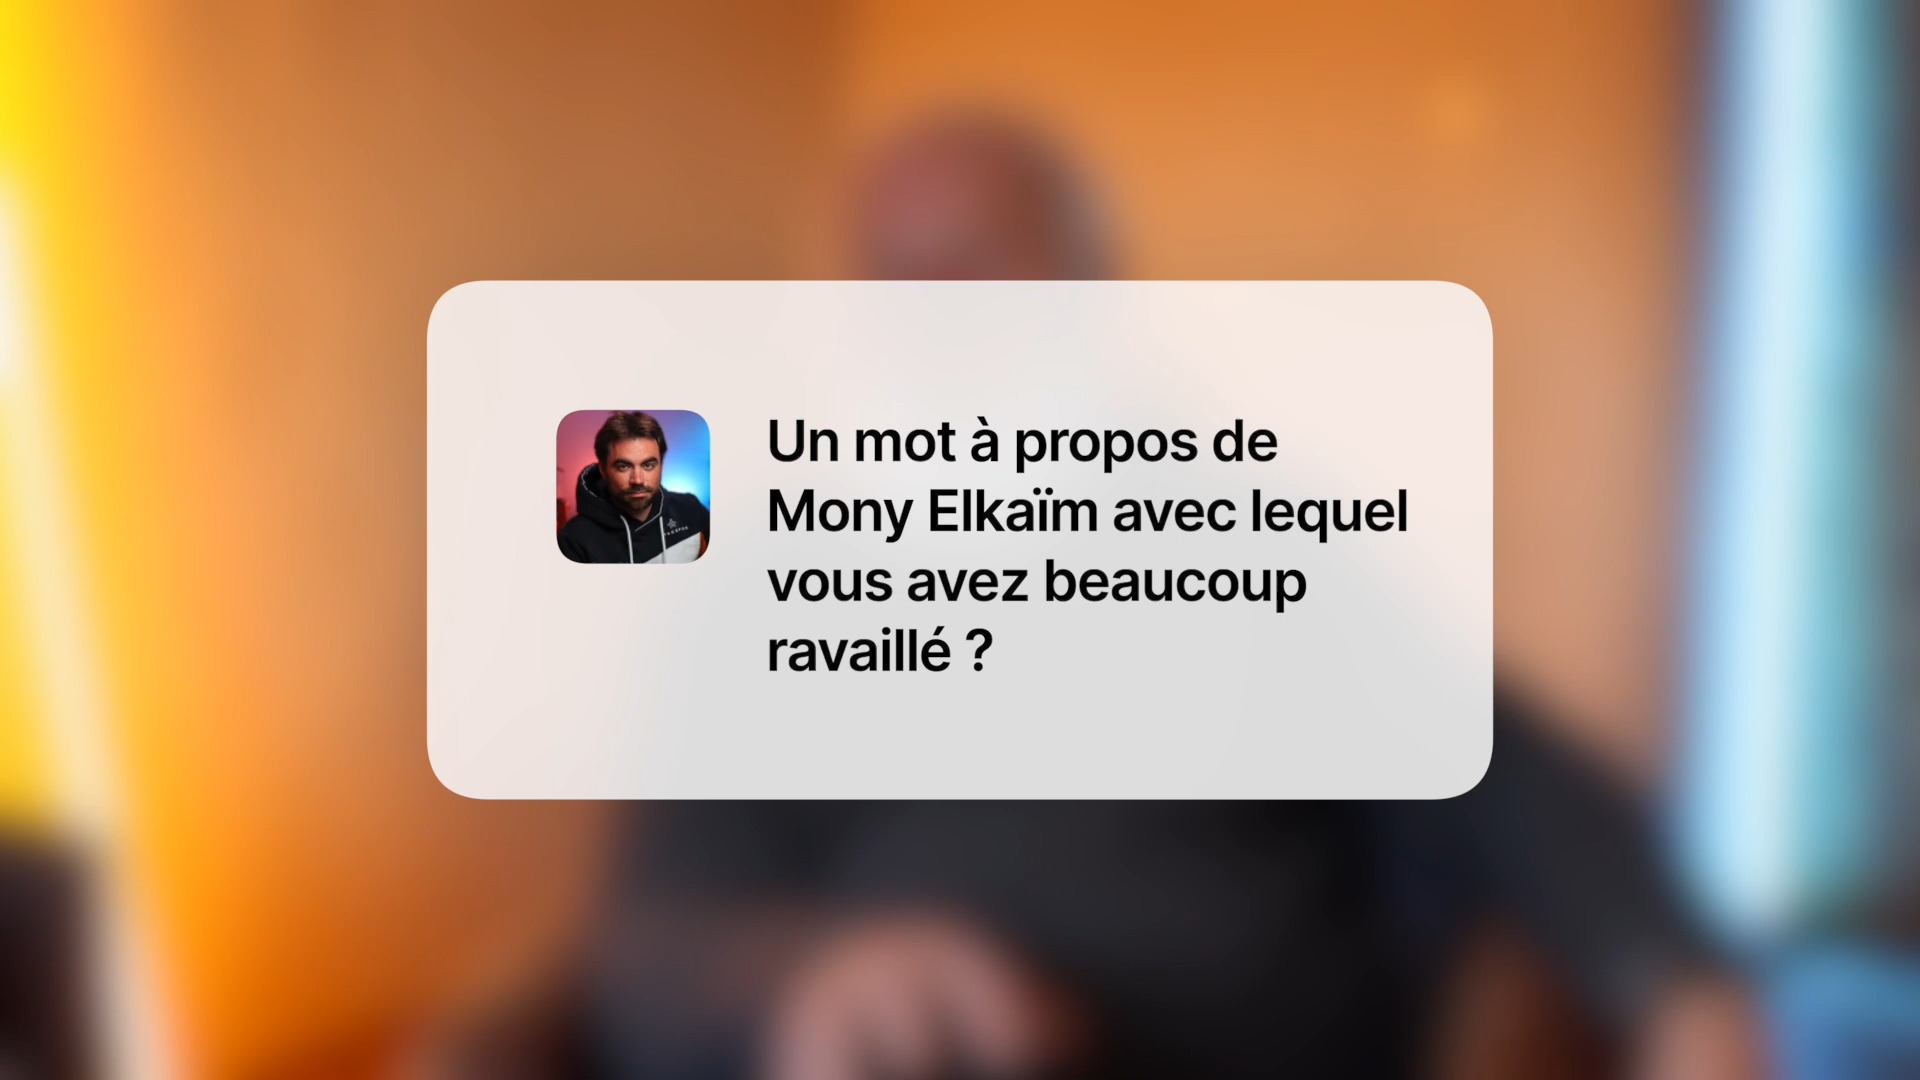 Un mot à propos de
Mony Elkaïm avec lequel
vous avez beaucoup
ravaillé ?